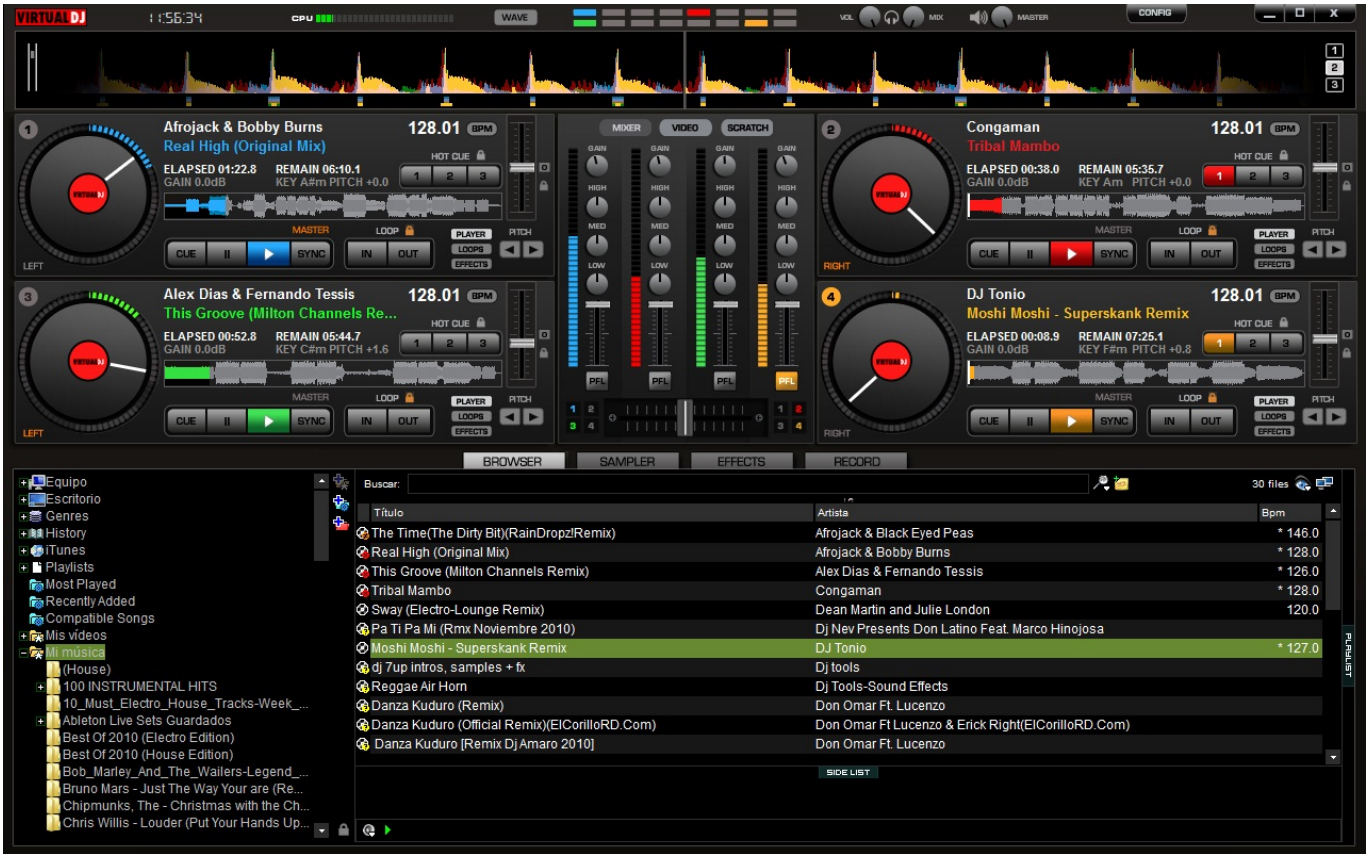 VIRTUAL DJ 11:56:34 CPU WAVE VOL MIX MASTER CONFIG X
1
2
3
1 Afrojack & Bobby Burns 128.01 BPM
Real High (Original Mix)
HOT CUE
ELAPSED 01:22.8 REMAIN 06:10.1 1 2 3
GAIN 0.0dB KEY A#m PITCH +0.0
VIRTUAL DJ
MASTER LOOP PLAYER PITCH
CUE II SYNC IN OUT LOOPS
LEFT EFFECTS
MIXER VIDEO SCRATCH
GAIN GAIN GAIN GAIN
HIGH HIGH HIGH HIGH
MED MED MED MED
LOW LOW LOW LOW
PFL PFL PFL PFL
1 2 1 2
3 4 3 4
2 Congaman 128.01 BPM
Tribal Mambo
HOT CUE
ELAPSED 00:38.0 REMAIN 05:35.7 1 2 3
GAIN 0.0dB KEY Am PITCH +0.0
VIRTUAL DJ
MASTER LOOP PLAYER PITCH
CUE II SYNC IN OUT LOOPS
RIGHT EFFECTS
3 Alex Dias & Fernando Tessis 128.01 BPM
This Groove (Milton Channels Re...
HOT CUE
ELAPSED 00:52.8 REMAIN 05:44.7 1 2 3
GAIN 0.0dB KEY C#m PITCH +1.6
VIRTUAL DJ
MASTER LOOP PLAYER PITCH
CUE II SYNC IN OUT LOOPS
LEFT EFFECTS
4 DJ Tonio 128.01 BPM
Moshi Moshi - Superskank Remix
HOT CUE
ELAPSED 00:08.9 REMAIN 07:25.1 1 2 3
GAIN 0.0dB KEY F#m PITCH +0.8
VIRTUAL DJ
MASTER LOOP PLAYER PITCH
CUE II SYNC IN OUT LOOPS
RIGHT EFFECTS
BROWSER SAMPLER EFFECTS RECORD
Equipo
Escritorio
Genres
History
iTunes
Playlists
Most Played
Recently Added
Compatible Songs
Mis vídeos
Mi música
(House)
100 INSTRUMENTAL HITS
10_Must_Electro_House_Tracks-Week_...
Ableton Live Sets Guardados
Best Of 2010 (Electro Edition)
Best Of 2010 (House Edition)
Bob_Marley_And_The_Wailers-Legend_...
Bruno Mars - Just The Way Your are (Re...
Chipmunks, The - Christmas with the Ch...
Chris Willis - Louder (Put Your Hands Up...
Buscar: 30 files
Título Artista Bpm
The Time(The Dirty Bit)(RainDropz!Remix) Afrojack & Black Eyed Peas * 146.0
Real High (Original Mix) Afrojack & Bobby Burns * 128.0
This Groove (Milton Channels Remix) Alex Dias & Fernando Tessis * 126.0
Tribal Mambo Congaman * 128.0
Sway (Electro-Lounge Remix) Dean Martin and Julie London 120.0
Pa Ti Pa Mi (Rmx Noviembre 2010) Dj Nev Presents Don Latino Feat. Marco Hinojosa
Moshi Moshi - Superskank Remix DJ Tonio * 127.0
dj 7up intros, samples + fx Dj tools
Reggae Air Horn Dj Tools-Sound Effects
Danza Kuduro (Remix) Don Omar Ft. Lucenzo
Danza Kuduro (Official Remix)(ElCorilloRD.Com) Don Omar Ft Lucenzo & Erick Right(ElCorilloRD.Com)
Danza Kuduro [Remix Dj Amaro 2010] Don Omar Ft. Lucenzo
SIDE LIST
PLAYLIST